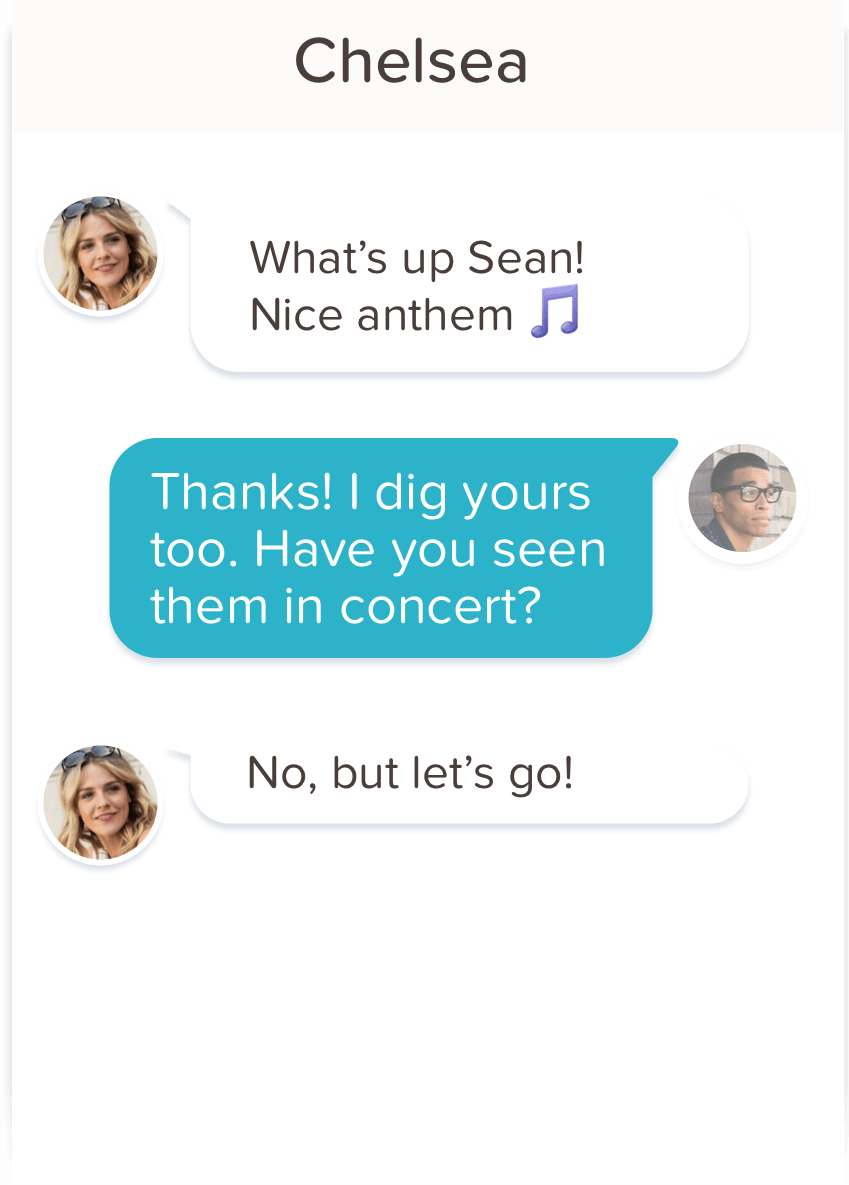 Chelsea
What’s up Sean!
Nice anthem 🎵
Thanks! I dig yours
too. Have you seen
them in concert?
No, but let’s go!